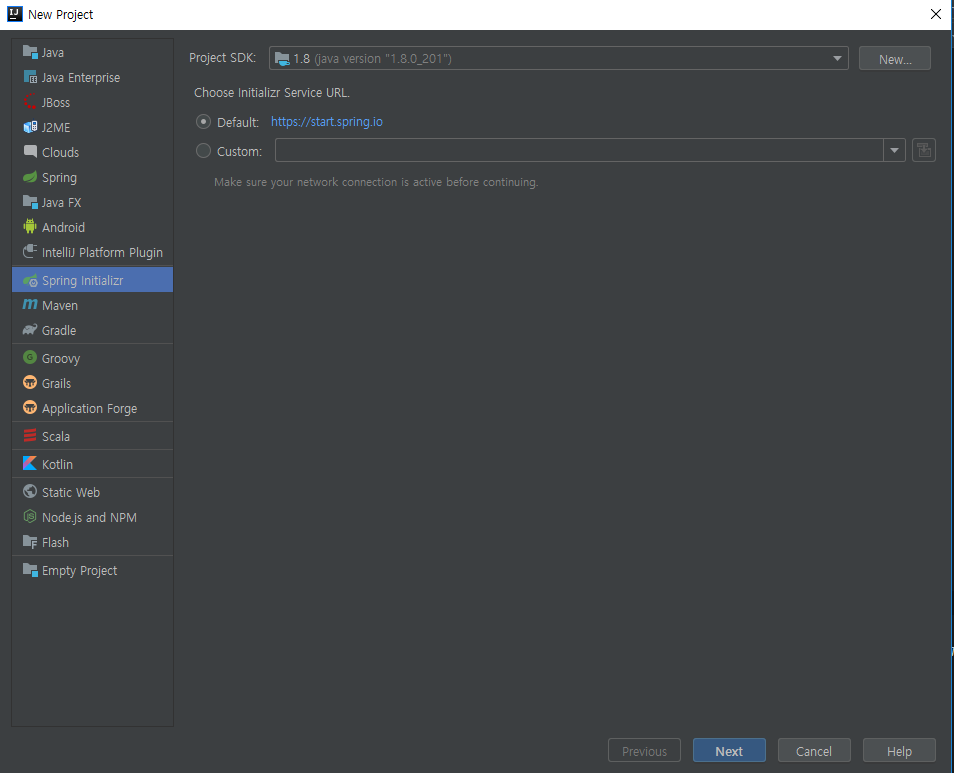 New Project
Java
Java Enterprise
JBoss
J2ME
Clouds
Spring
Java FX
Android
IntelliJ Platform Plugin
Spring Initializr
Maven
Gradle
Groovy
Grails
Application Forge
Scala
Kotlin
Static Web
Node.js and NPM
Flash
Empty Project
Project SDK: 1.8 (java version "1.8.0_201") New...
Choose Initializr Service URL.
Default: https://start.spring.io
Custom:
Make sure your network connection is active before continuing.
Previous Next Cancel Help